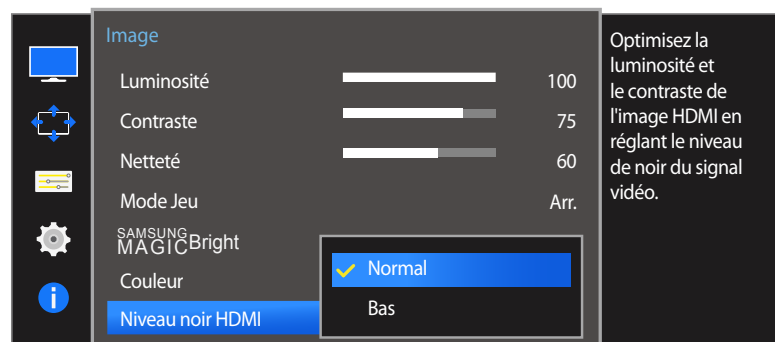 Image
Luminosité 100
Contraste 75
Netteté 60
Mode Jeu Arr.
SAMSUNG
MAGICBright
Couleur
Niveau noir HDMI
Normal
Bas
Optimisez la
luminosité et
le contraste de
l'image HDMI en
réglant le niveau
de noir du signal
vidéo.